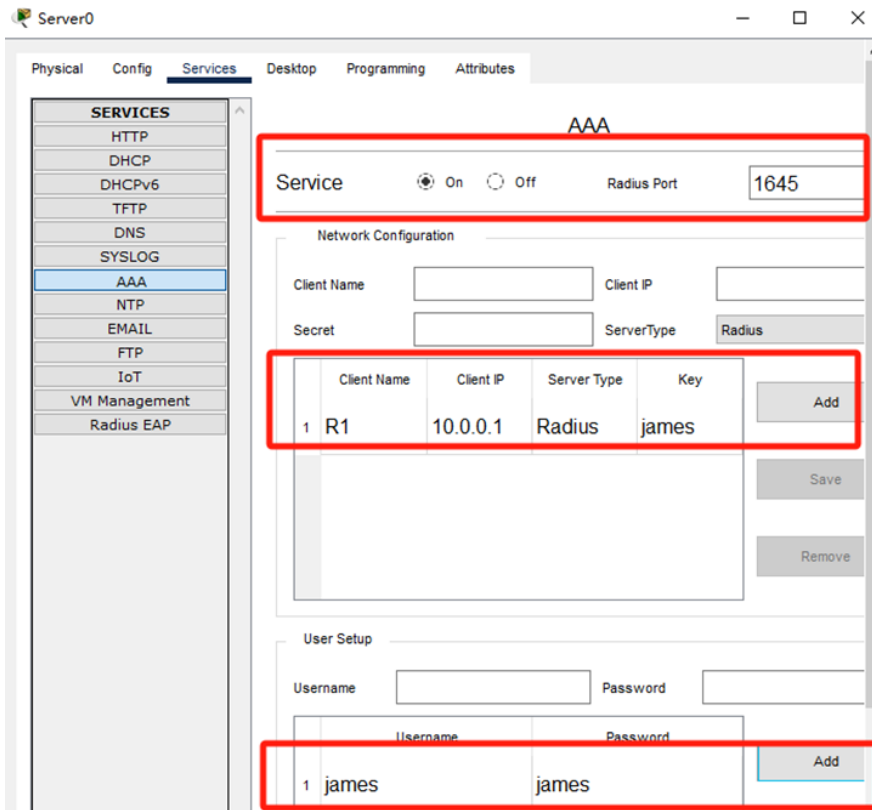 Server0
Physical Config Services Desktop Programming Attributes
SERVICES
HTTP
DHCP
DHCPv6
TFTP
DNS
SYSLOG
AAA
NTP
EMAIL
FTP
IoT
VM Management
Radius EAP
AAA
Service On Off Radius Port 1645
Network Configuration
Client Name Client IP
Secret ServerType Radius
Client Name Client IP Server Type Key
1 R1 10.0.0.1 Radius james
Add
Save
Remove
User Setup
Username Password
Username Password
1 james james
Add